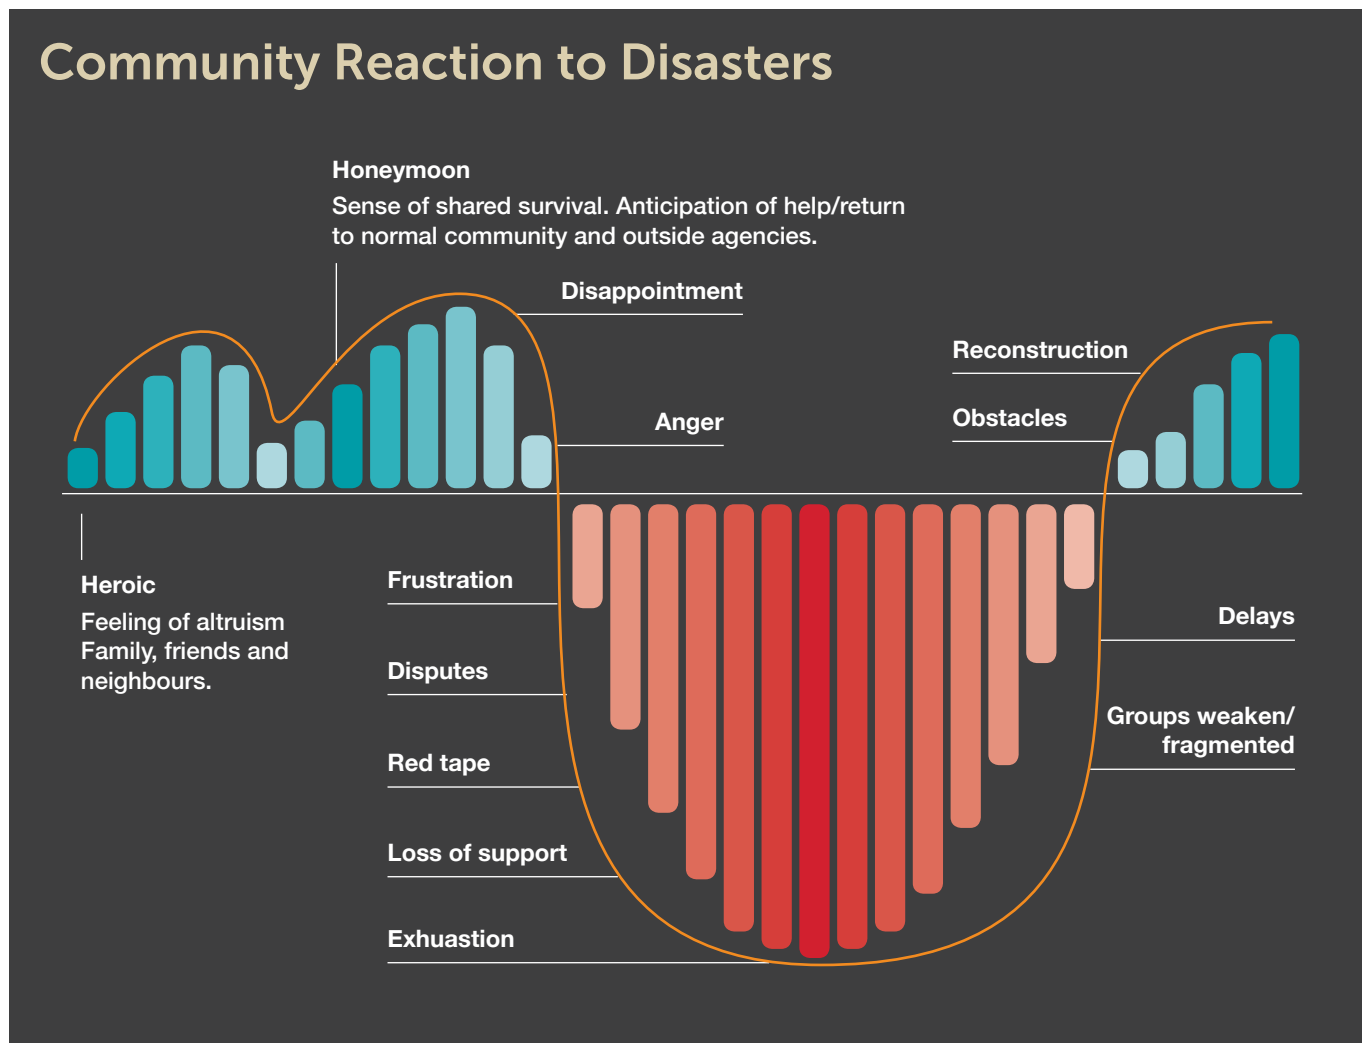 Community Reaction to Disasters
Honeymoon
Sense of shared survival. Anticipation of help/return
to normal community and outside agencies.
Disappointment
Anger
Reconstruction
Obstacles
Heroic
Feeling of altruism
Family, friends and
neighbours.
Frustration
Disputes
Red tape
Loss of support
Exhuastion
Delays
Groups weaken/
fragmented